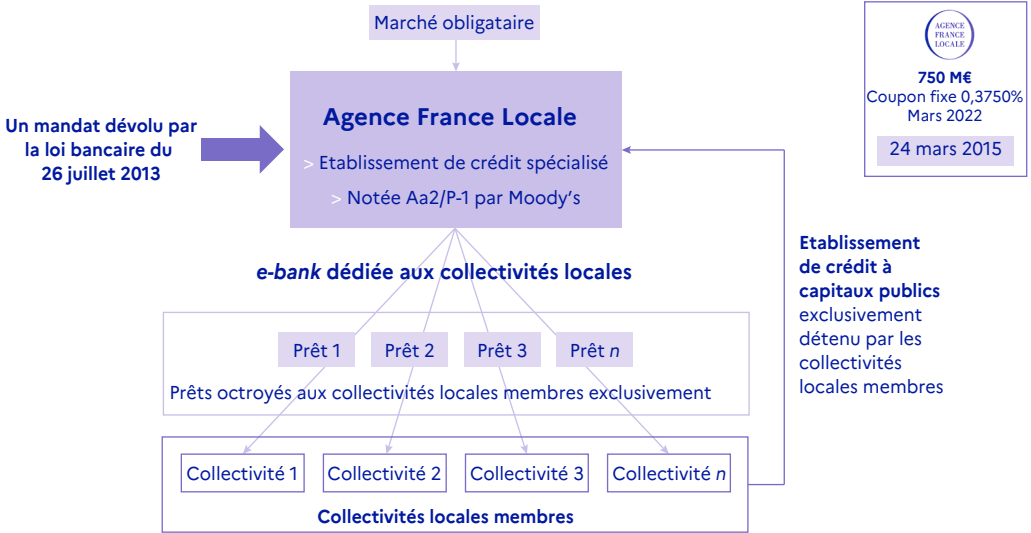 Marché obligataire
AGENCE
FRANCE
LOCALE
750 M€
Coupon fixe 0,3750%
Mars 2022
24 mars 2015
Un mandat dévolu par
la loi bancaire du
26 juillet 2013
Agence France Locale
> Etablissement de crédit spécialisé
> Notée Aa2/P-1 par Moody's
e-bank dédiée aux collectivités locales
Etablissement
de crédit à
capitaux publics
exclusivement
détenu par les
collectivités
locales membres
Prêt 1
Prêt 2
Prêt 3
Prêt n
Prêts octroyés aux collectivités locales membres exclusivement
Collectivité 1
Collectivité 2
Collectivité 3
Collectivité n
Collectivités locales membres